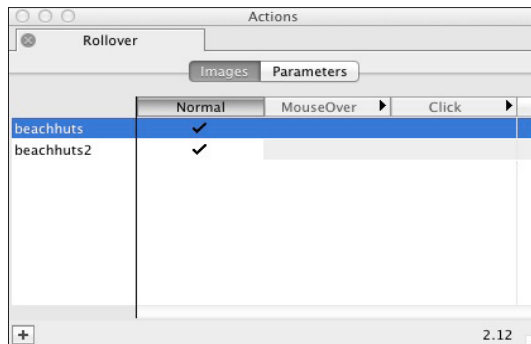 Actions
Rollover
Images Parameters
Normal MouseOver Click
beachhuts
beachhuts2
2.12